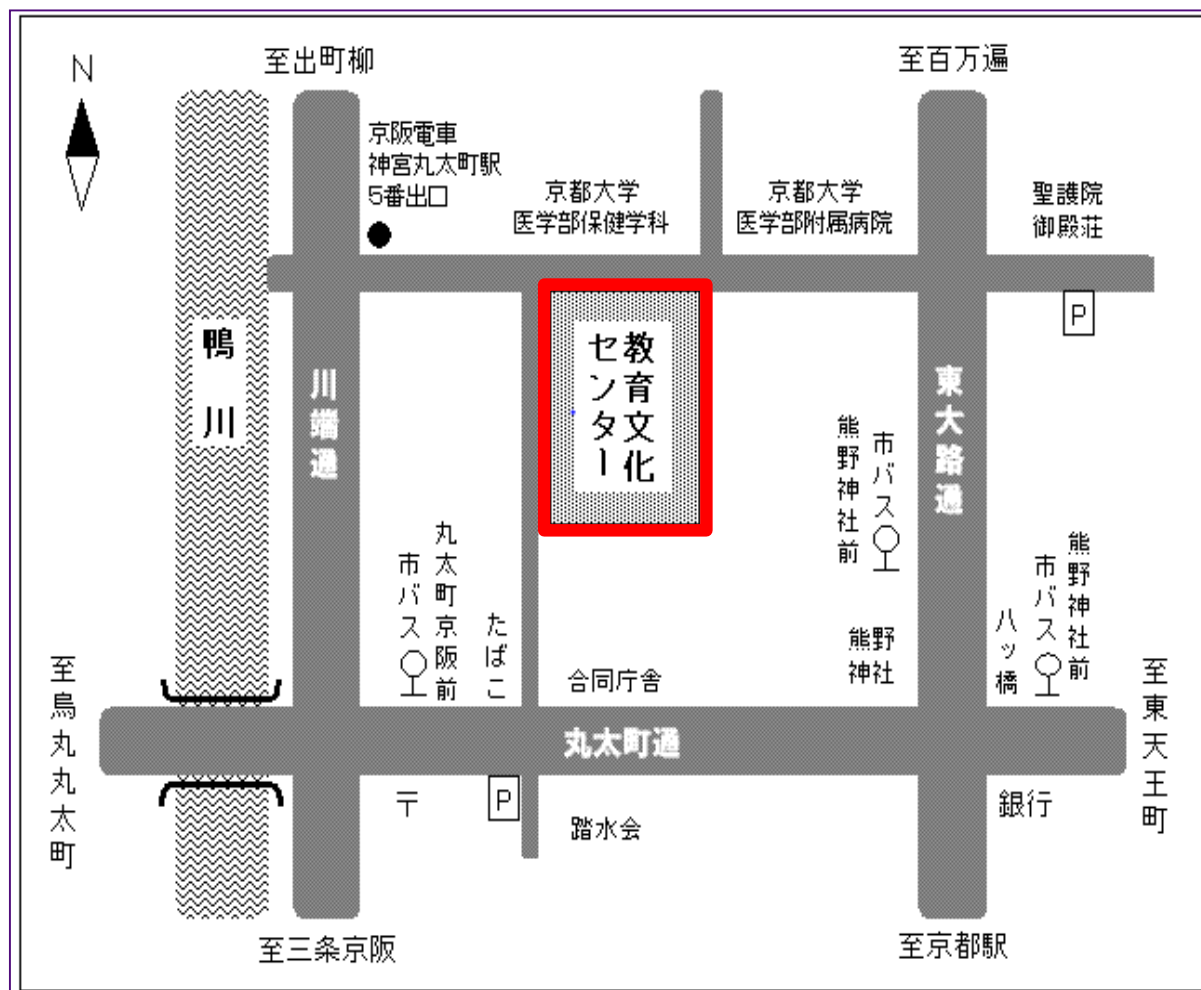 N
至出町柳
至百万遍
京阪電車
神宮丸太町駅
5番出口
京都大学
医学部保健学科
京都大学
医学部附属病院
聖護院
御殿荘
P
鴨川
川端通
教育文化
センター
東大路通
市バス
熊野神社前
熊野神社前
市バス
八ッ橋
丸太町京阪前
市バス
たばこ
合同庁舎
熊野
神社
至烏丸丸太町
丸太町通
至東天王町
〒
P
踏水会
銀行
至三条京阪
至京都駅